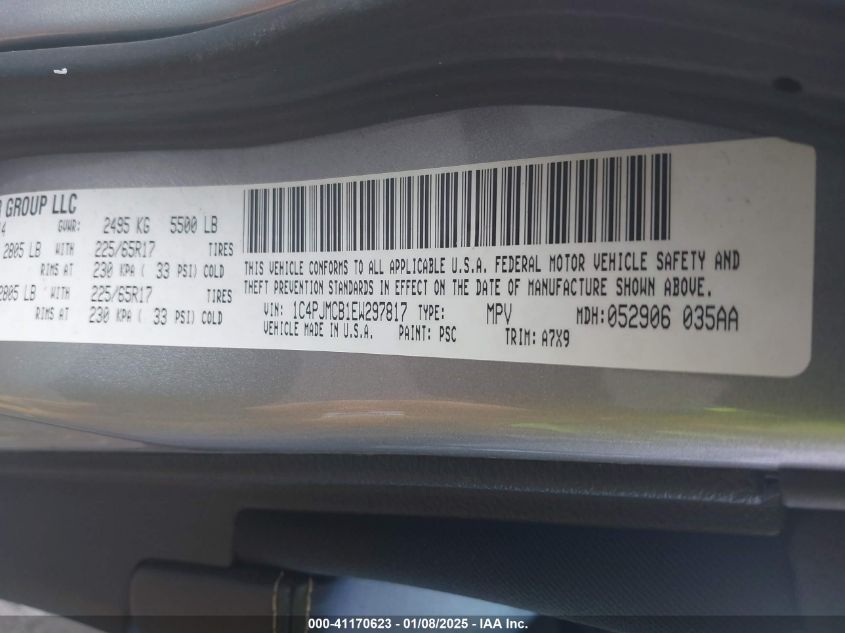 GROUP LLC
GVWR: 2495 KG 5500 LB
2805 LB WITH 225/65R17 TIRES
RIMS AT 230 KPA ( 33 PSI) COLD
2805 LB WITH 225/65R17 TIRES
RIMS AT 230 KPA ( 33 PSI) COLD
THIS VEHICLE CONFORMS TO ALL APPLICABLE U.S.A. FEDERAL MOTOR VEHICLE SAFETY AND
THEFT PREVENTION STANDARDS IN EFFECT ON THE DATE OF MANUFACTURE SHOWN ABOVE.
VIN: 1C4PJMCB1EW297817 TYPE: MPV MDH: 052906 035AA
VEHICLE MADE IN U.S.A. PAINT: PSC TRIM: A7X9
000-41170623 - 01/08/2025 - IAA Inc.